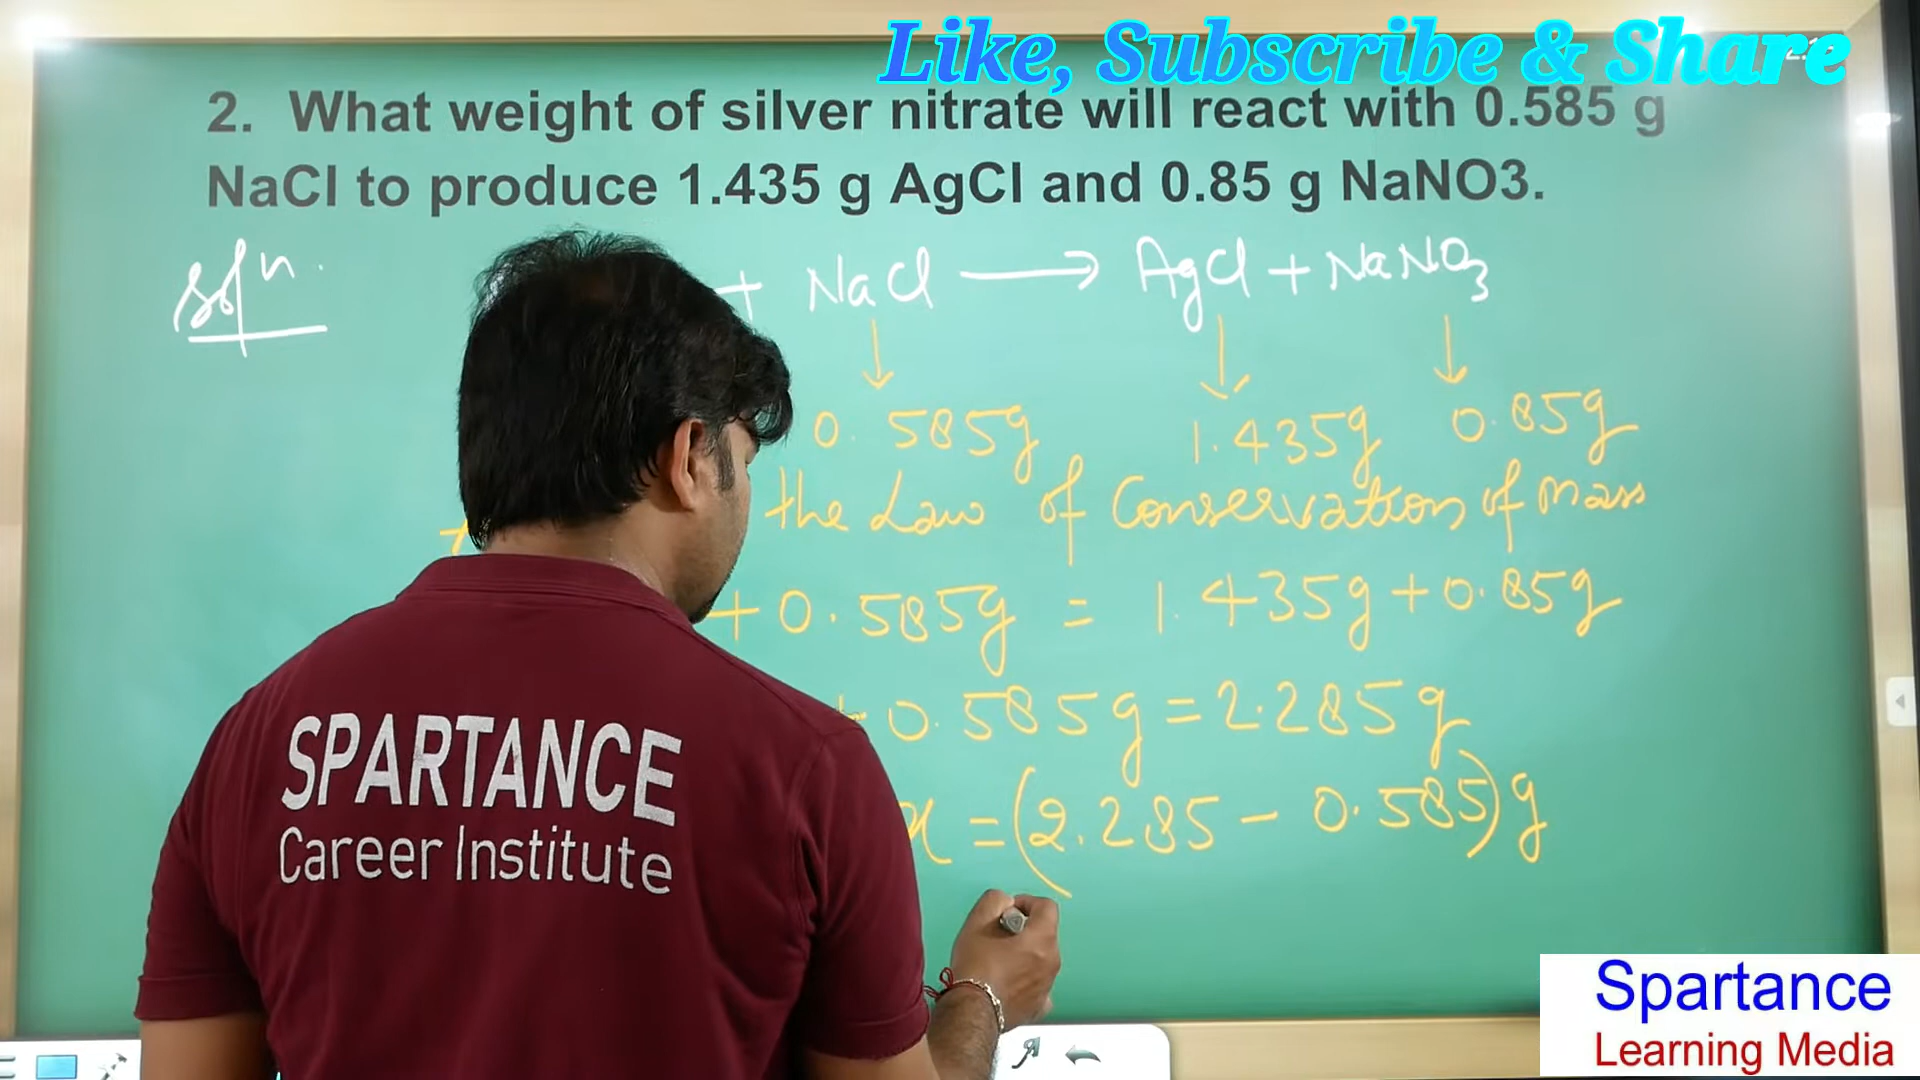 Like, Subscribe & Share
2. What weight of silver nitrate will react with 0.585 g
NaCl to produce 1.435 g AgCl and 0.85 g NaNO3.
Soln.
+ NaCl → AgCl + NaNO3
↓ ↓ ↓
0.585g 1.435g 0.85g
the Law of Conservation of Mass
+ 0.585g = 1.435g + 0.85g
+ 0.585g = 2.285g
x = (2.285 - 0.585)g
SPARTANCE
Career Institute
Spartance
Learning Media